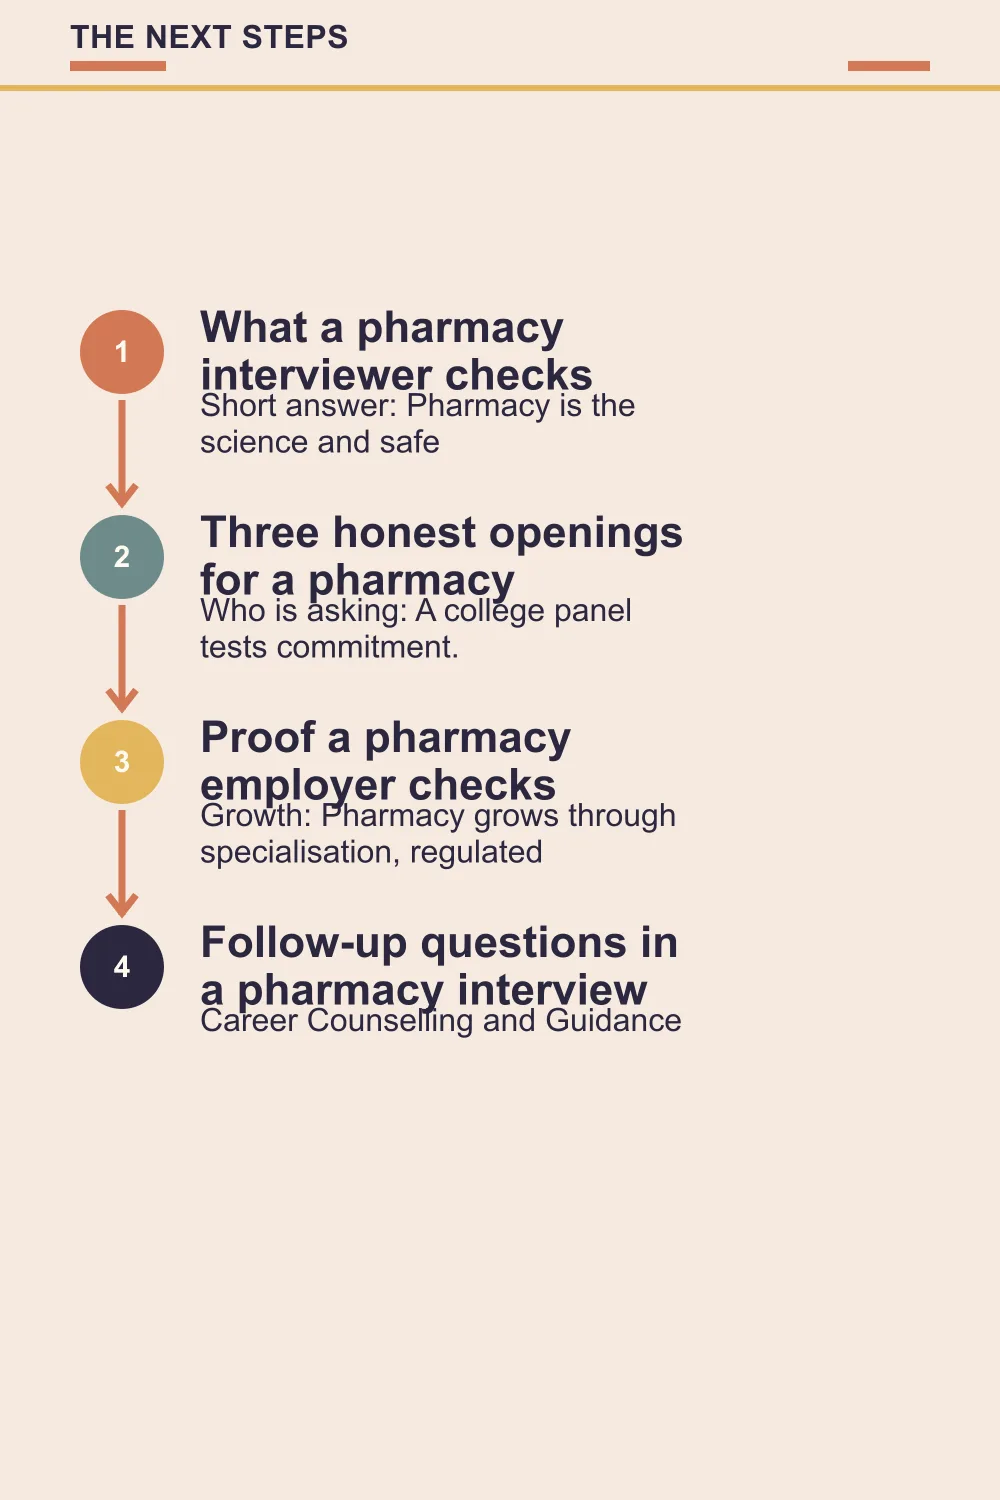 THE NEXT STEPS
1
What a pharmacy
interviewer checks
Short answer: Pharmacy is the
science and safe
2
Three honest openings
for a pharmacy
Who is asking: A college panel
tests commitment.
3
Proof a pharmacy
employer checks
Growth: Pharmacy grows through
specialisation, regulated
4
Follow-up questions in
a pharmacy interview
Career Counselling and Guidance